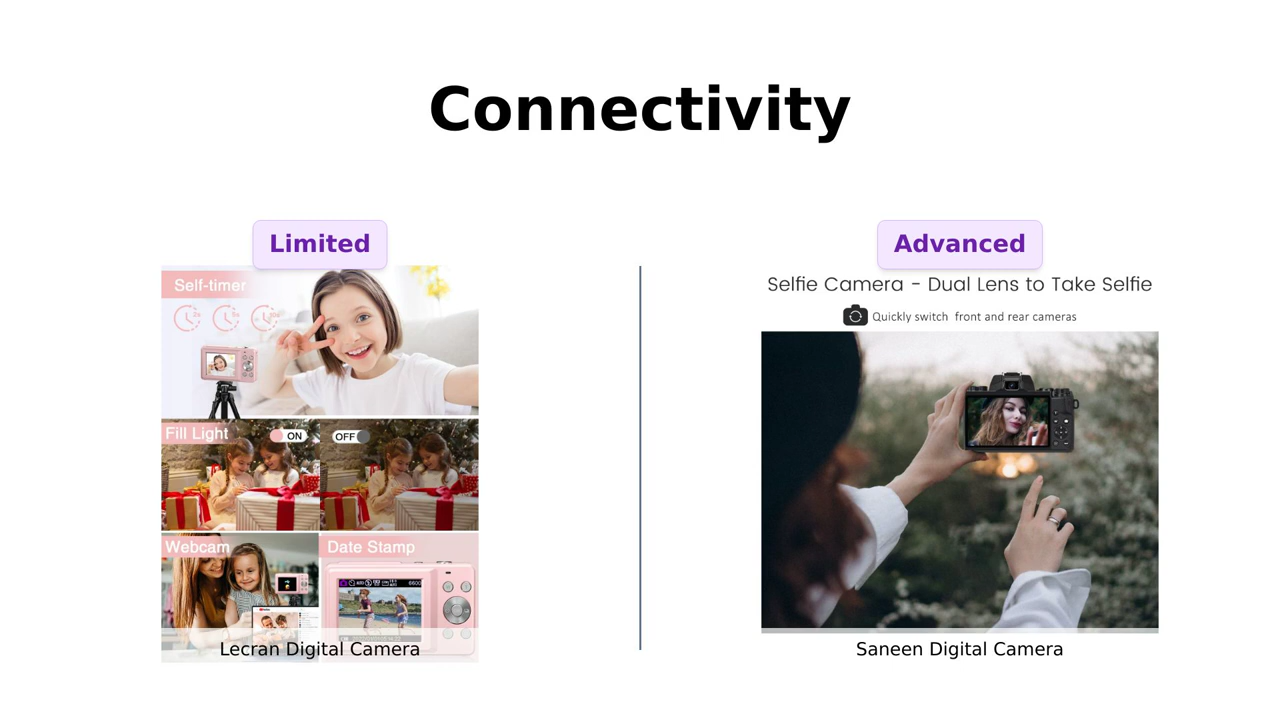 Connectivity
Limited
Self-timer
Fill Light
ON
OFF
Webcam
Date Stamp
Lecran Digital Camera
Advanced
Selfie Camera - Dual Lens to Take Selfie
Quickly switch front and rear cameras
Saneen Digital Camera